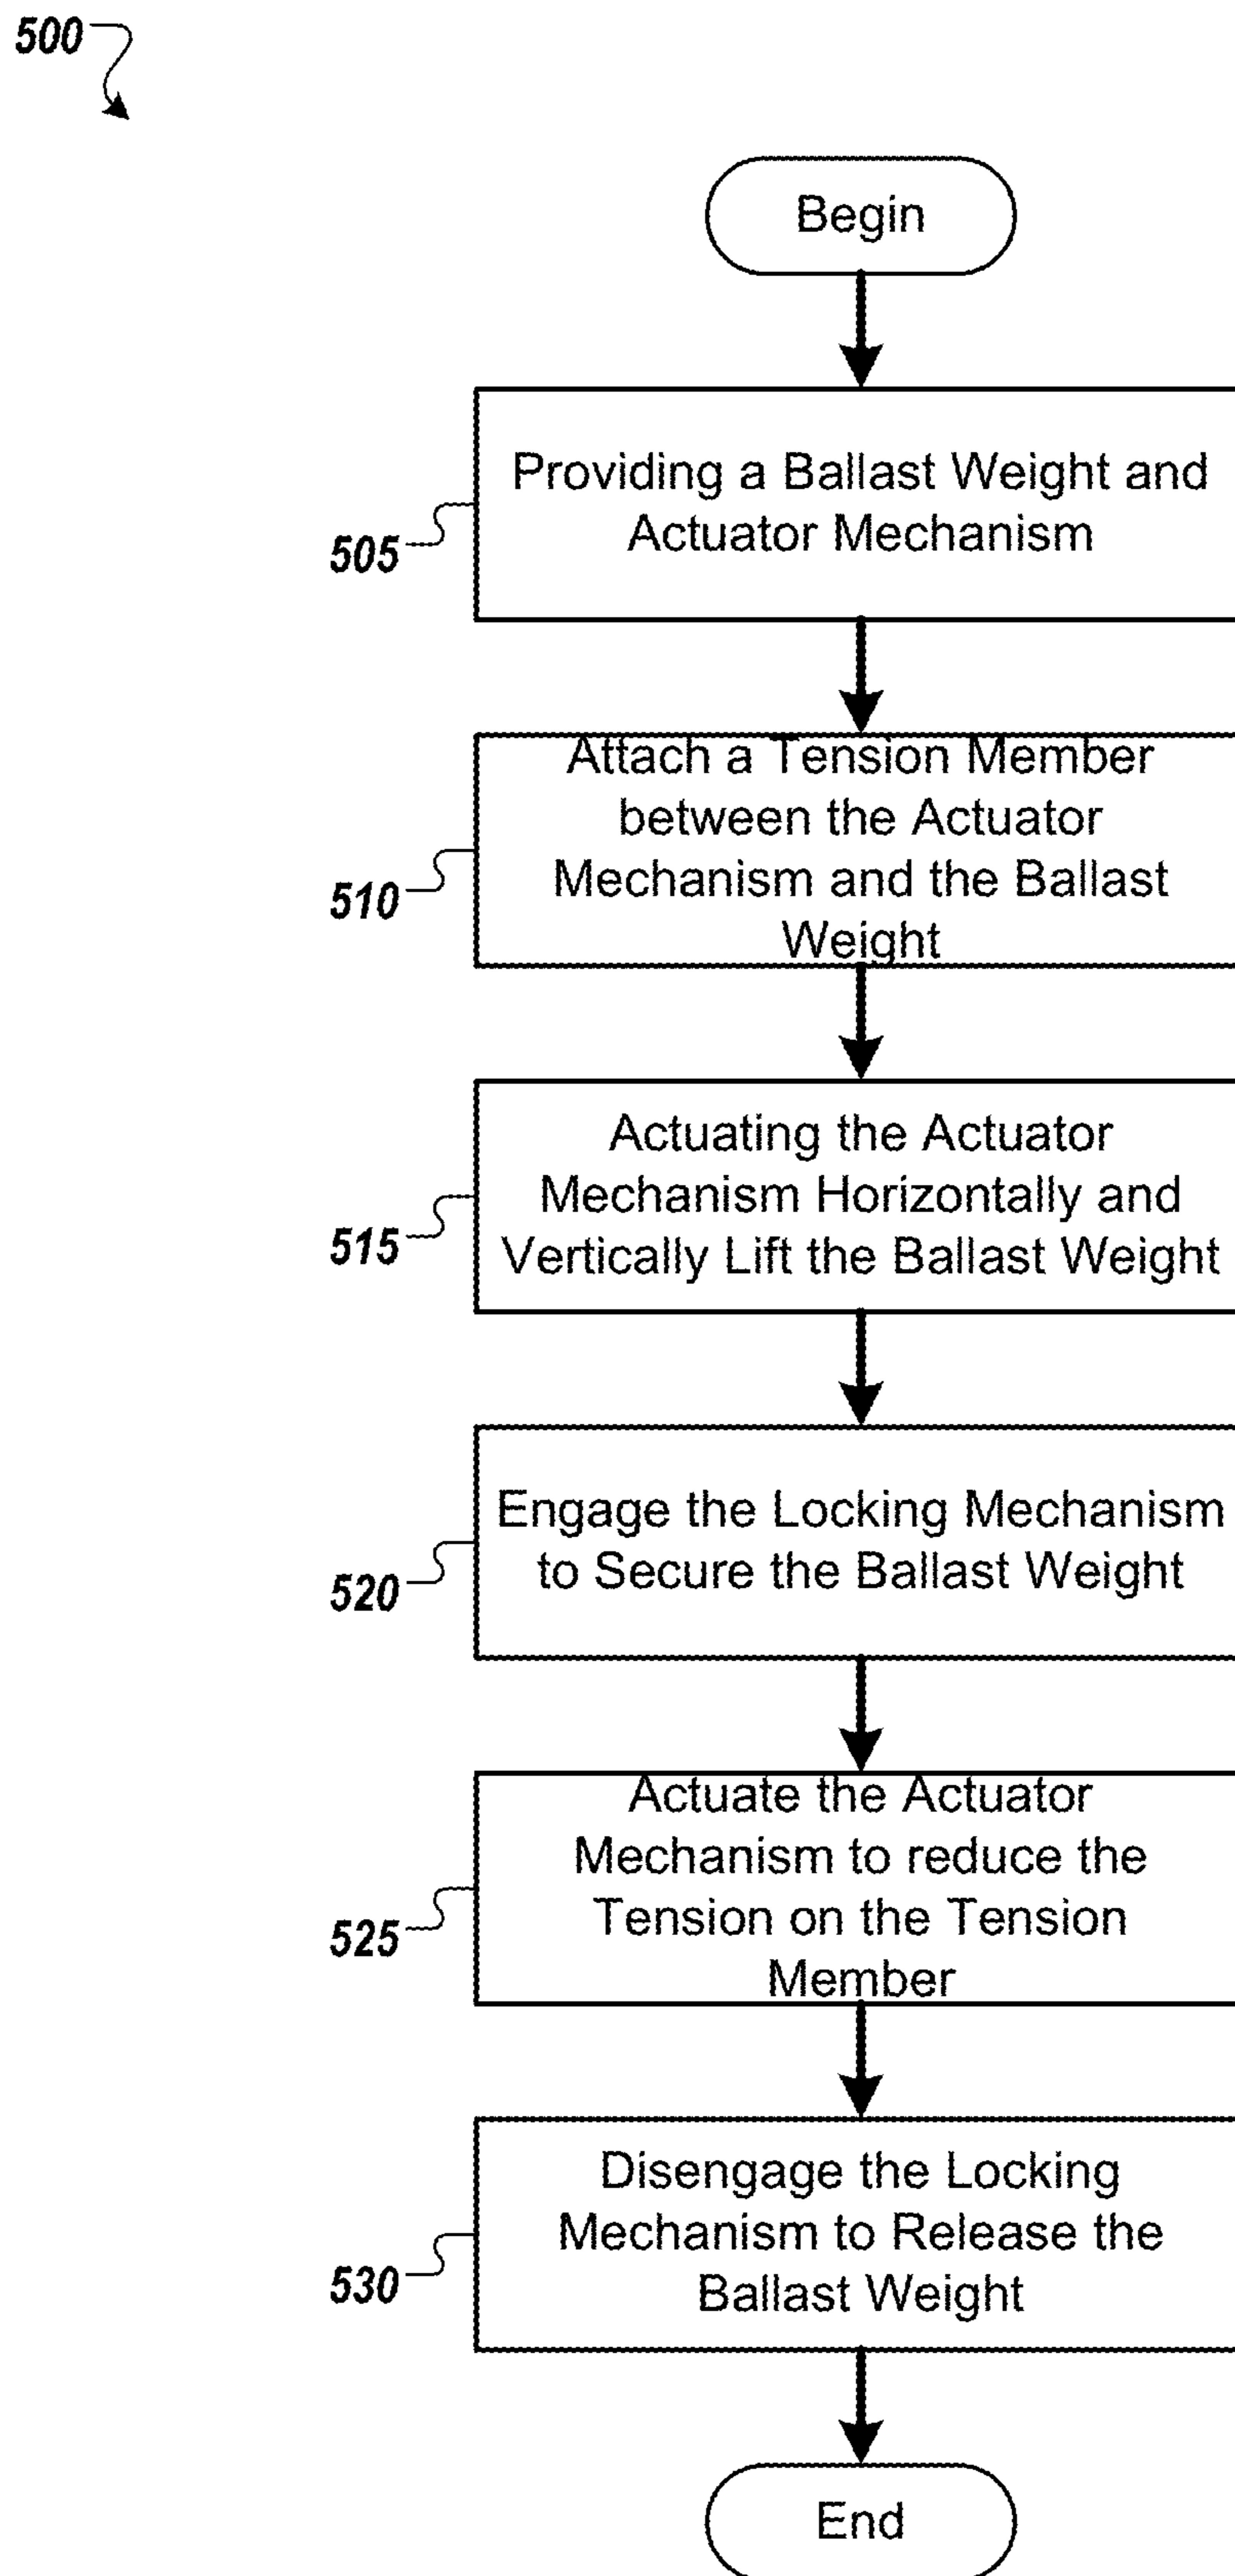 500
Begin
Providing a Ballast Weight and
Actuator Mechanism
505
Attach a Tension Member
between the Actuator
Mechanism and the Ballast
Weight
510
Actuating the Actuator
Mechanism Horizontally and
Vertically Lift the Ballast Weight
515
Engage the Locking Mechanism
to Secure the Ballast Weight
520
Actuate the Actuator
Mechanism to reduce the
Tension on the Tension
Member
525
Disengage the Locking
Mechanism to Release the
Ballast Weight
530
End